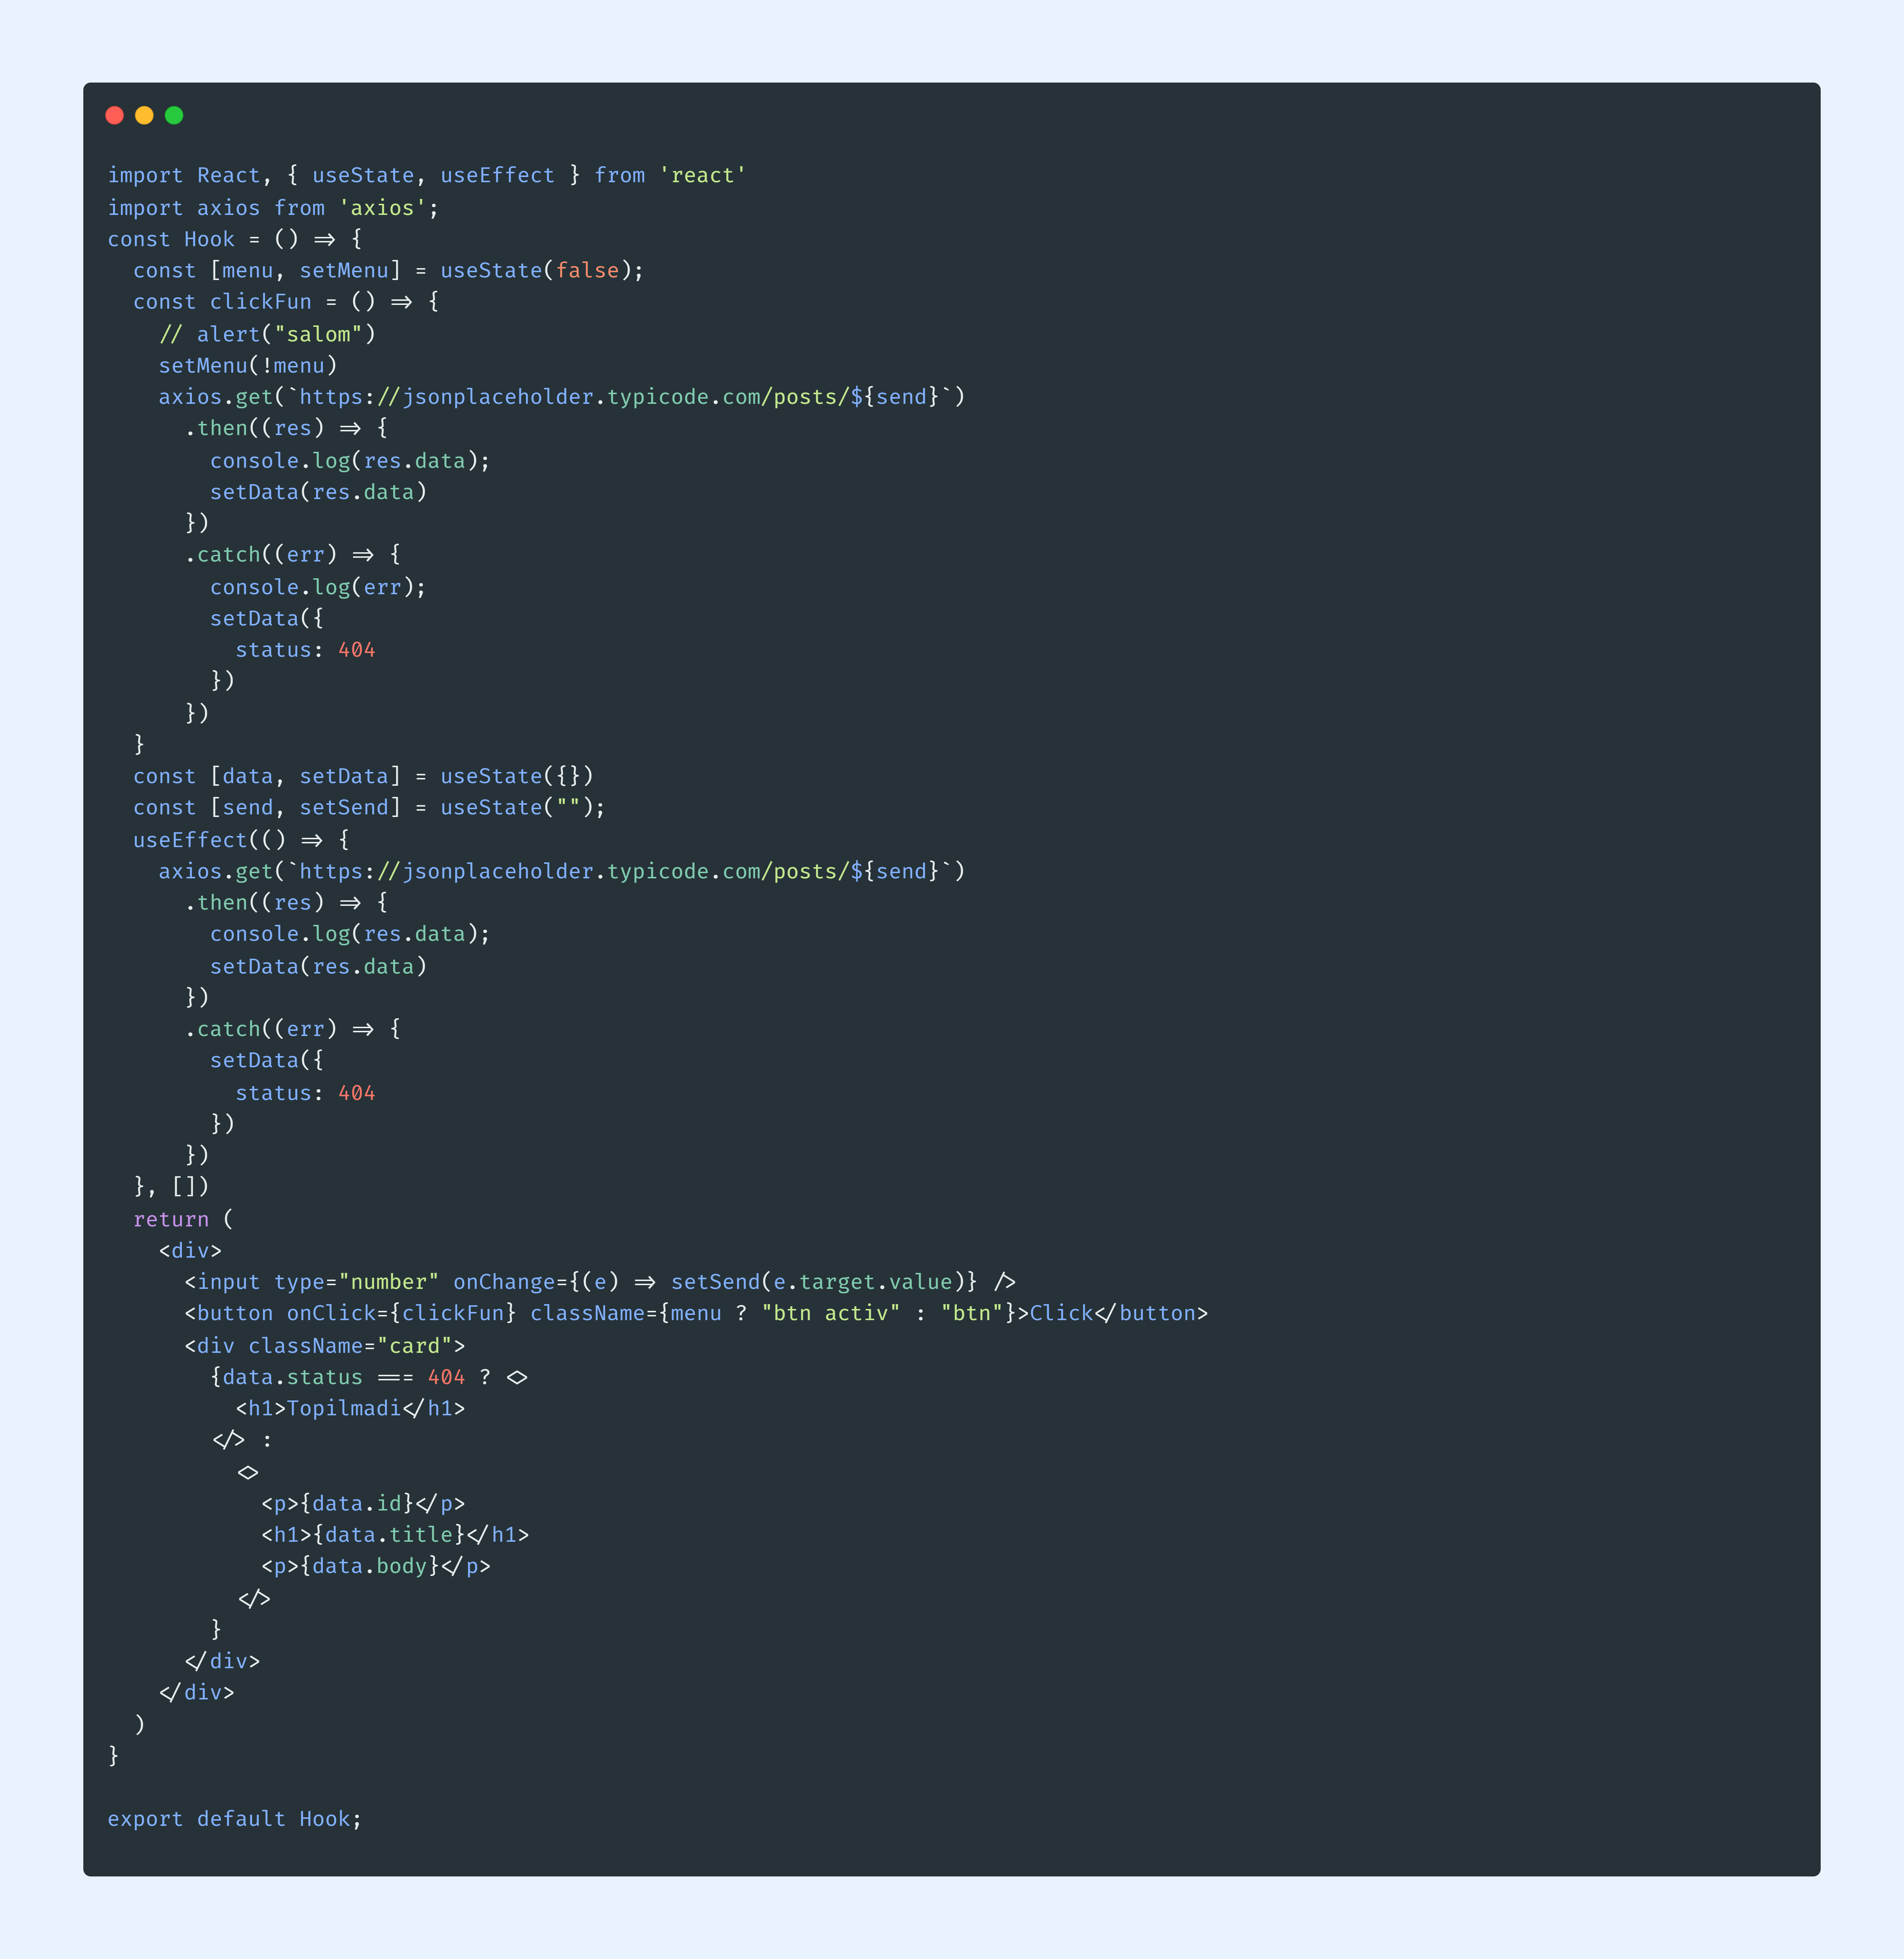 import React, { useState, useEffect } from 'react'
import axios from 'axios';
const Hook = () => {
  const [menu, setMenu] = useState(false);
  const clickFun = () => {
    // alert("salom")
    setMenu(!menu)
    axios.get(`https://jsonplaceholder.typicode.com/posts/${send}`)
      .then((res) => {
        console.log(res.data);
        setData(res.data)
      })
      .catch((err) => {
        console.log(err);
        setData({
          status: 404
        })
      })
  }
  const [data, setData] = useState({})
  const [send, setSend] = useState("");
  useEffect(() => {
    axios.get(`https://jsonplaceholder.typicode.com/posts/${send}`)
      .then((res) => {
        console.log(res.data);
        setData(res.data)
      })
      .catch((err) => {
        setData({
          status: 404
        })
      })
  }, [])
  return (
    <div>
      <input type="number" onChange={(e) => setSend(e.target.value)} />
      <button onClick={clickFun} className={menu ? "btn activ" : "btn"}>Click</button>
      <div className="card">
        {data.status === 404 ? <>
          <h1>Topilmadi</h1>
        </> :
          <>
            <p>{data.id}</p>
            <h1>{data.title}</h1>
            <p>{data.body}</p>
          </>
        }
      </div>
    </div>
  )
}

export default Hook;